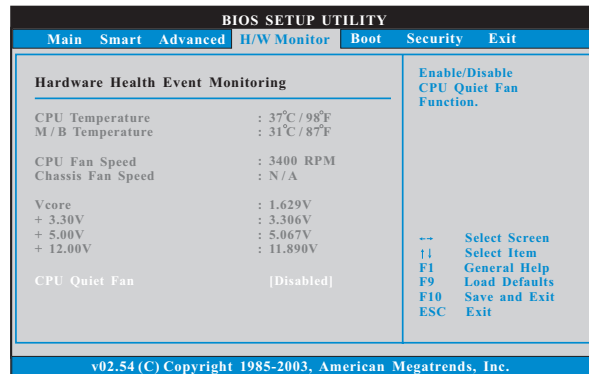 BIOS SETUP UTILITY
Main Smart Advanced H/W Monitor Boot Security Exit
Hardware Health Event Monitoring
CPU Temperature : 37°C / 98°F
M / B Temperature : 31°C / 87°F
CPU Fan Speed : 3400 RPM
Chassis Fan Speed : N / A
Vcore : 1.629V
+ 3.30V : 3.306V
+ 5.00V : 5.067V
+ 12.00V : 11.890V
CPU Quiet Fan [Disabled]
Enable/Disable
CPU Quiet Fan
Function.
←→ Select Screen
↑↓ Select Item
F1 General Help
F9 Load Defaults
F10 Save and Exit
ESC Exit
v02.54 (C) Copyright 1985-2003, American Megatrends, Inc.